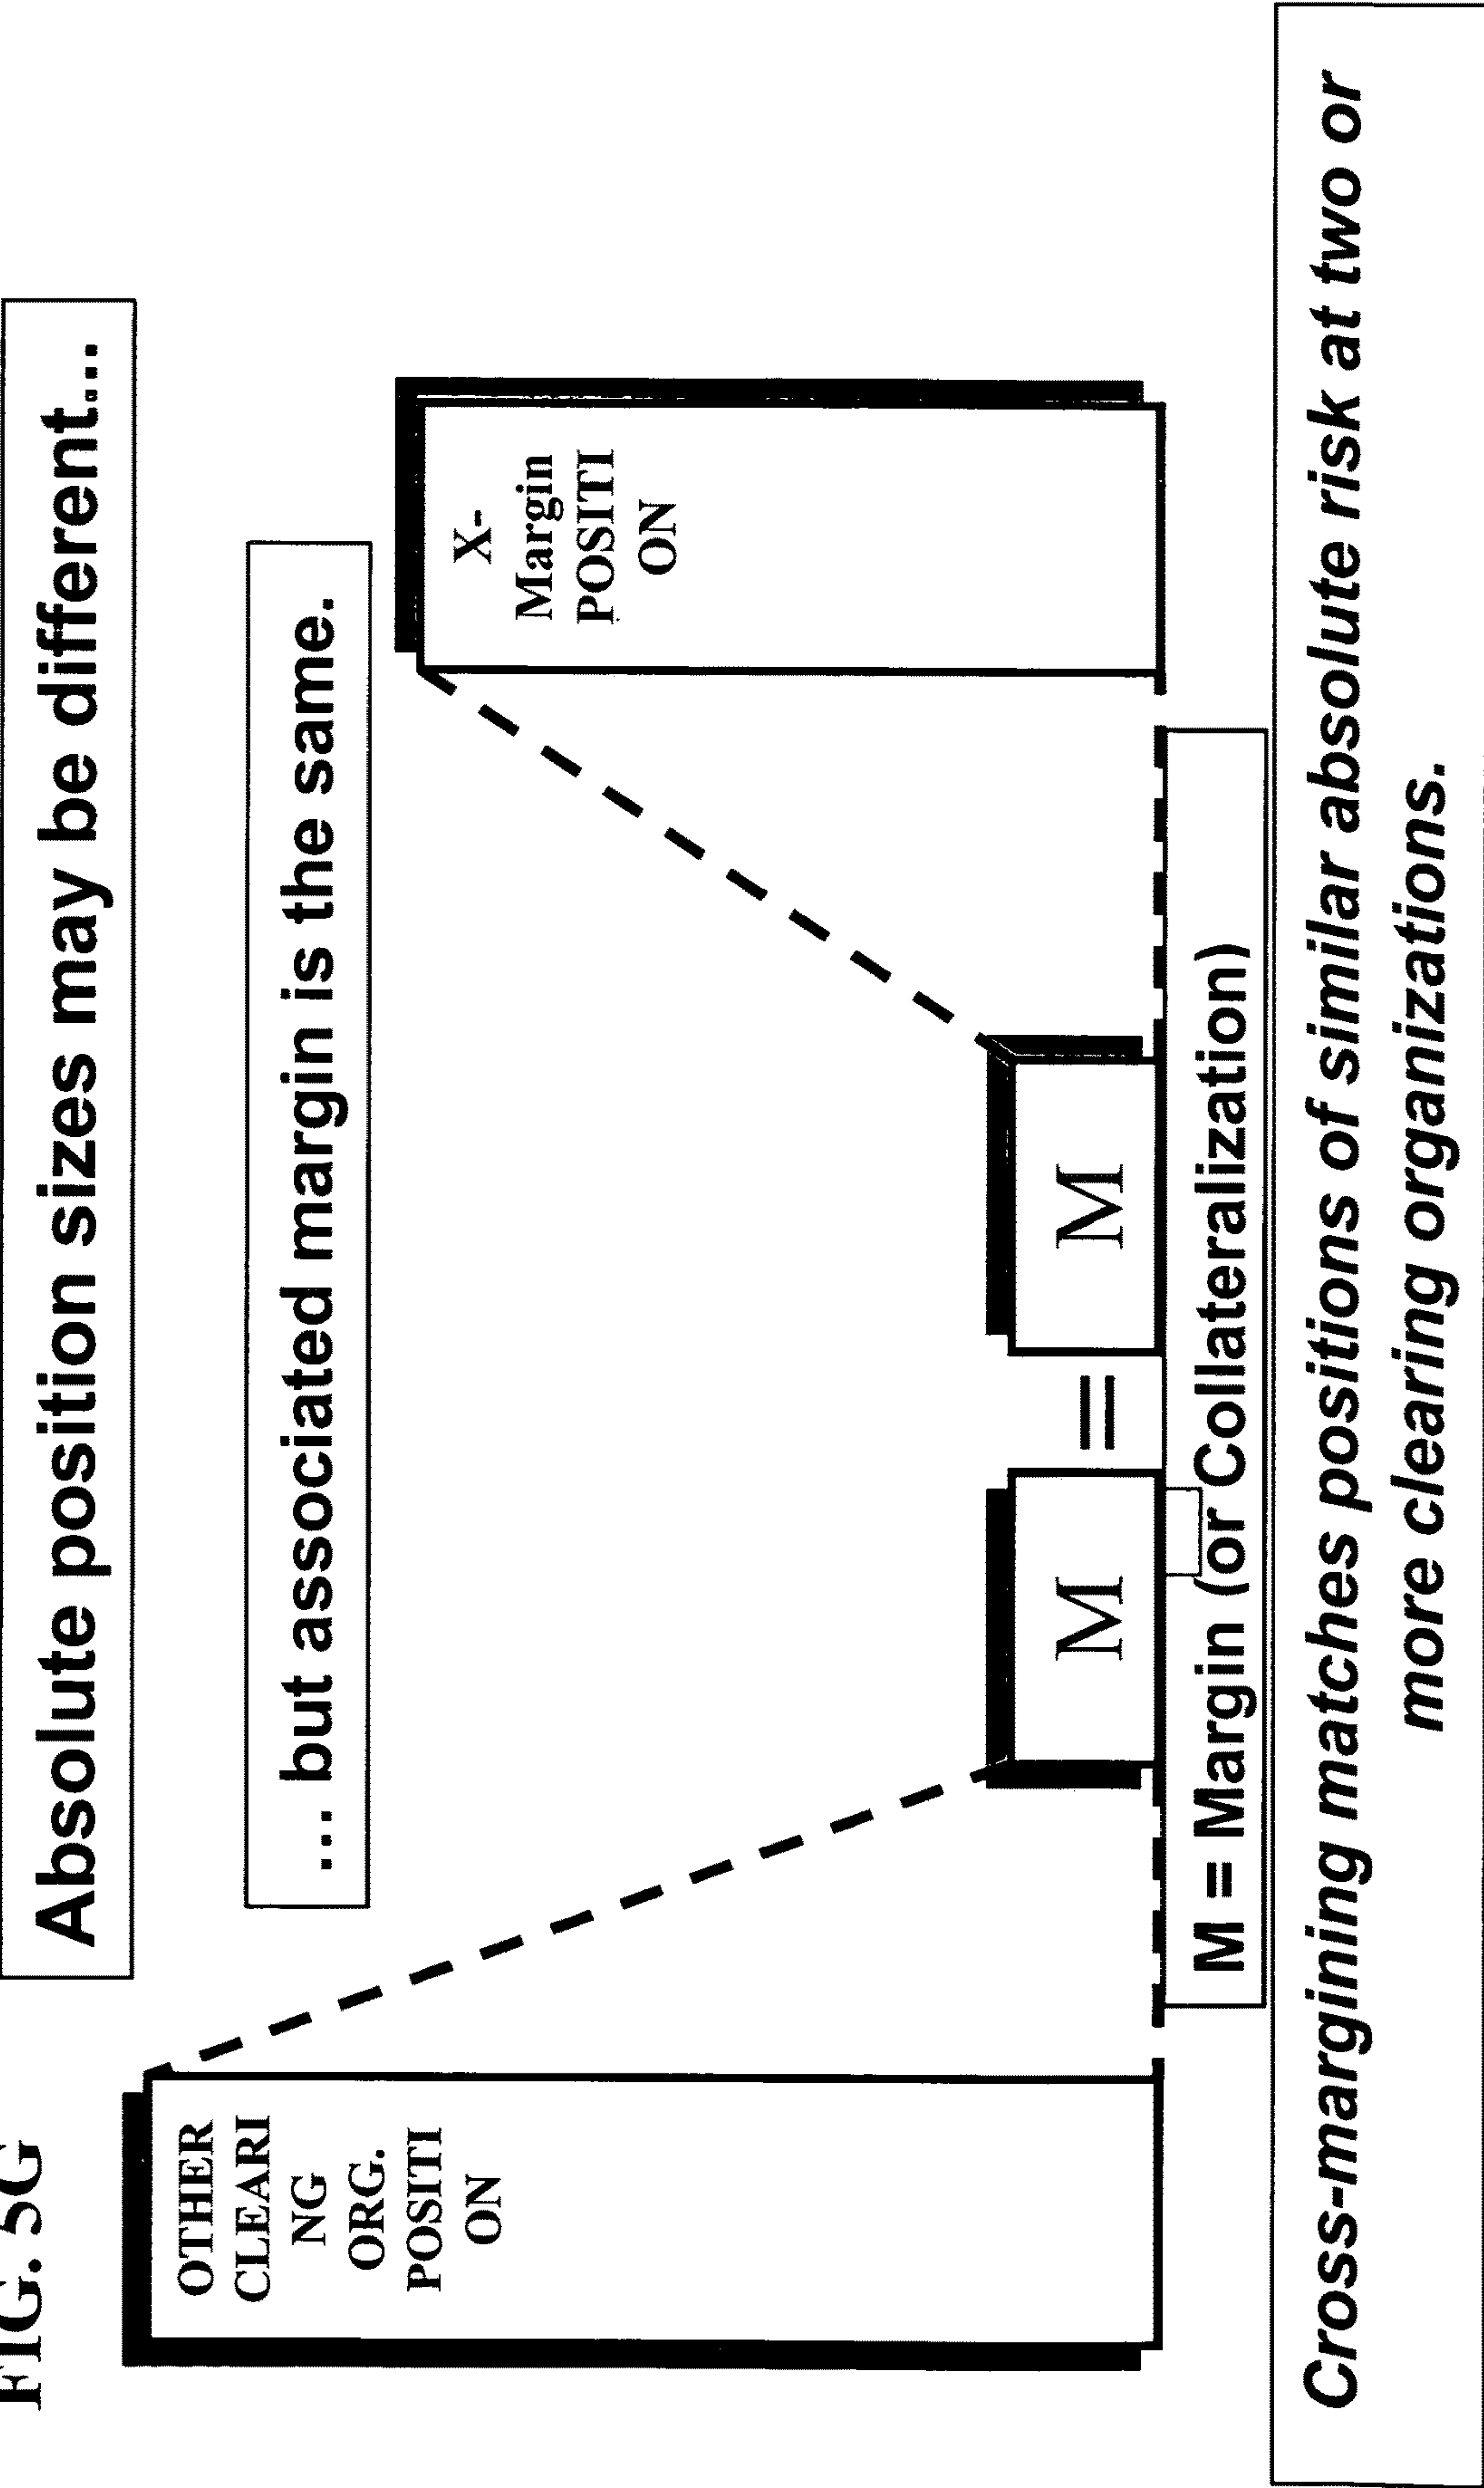 FIG. 5G
Absolute position sizes may be different...
... but associated margin is the same.
OTHER
CLEARI
NG
ORG.
POSITI
ON
X-
Margin
POSITI
ON
M
=
M
M = Margin (or Collateralization)
Cross-margining matches positions of similar absolute risk at two or
more clearing organizations.